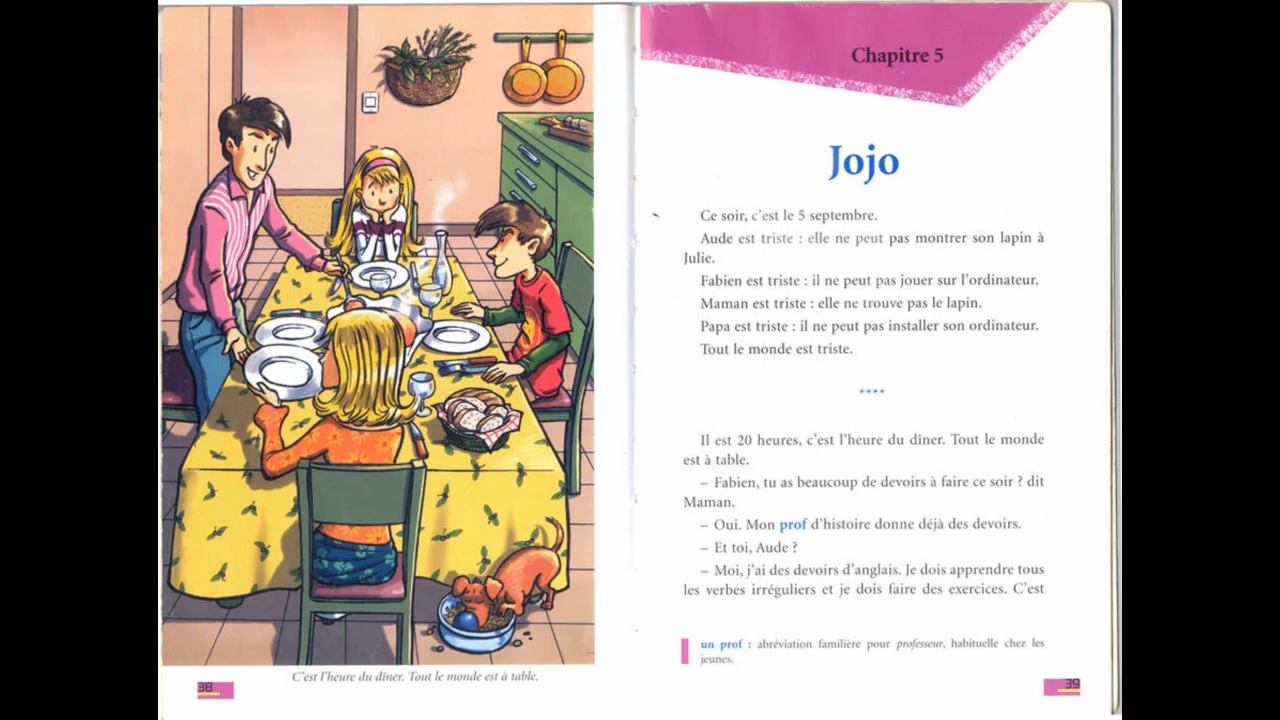 C'est l'heure du dîner. Tout le monde est à table.
38
Chapitre 5
Jojo
Ce soir, c'est le 5 septembre.
Aude est triste : elle ne peut pas montrer son lapin à
Julie.
Fabien est triste : il ne peut pas jouer sur l'ordinateur.
Maman est triste : elle ne trouve pas le lapin.
Papa est triste : il ne peut pas installer son ordinateur.
Tout le monde est triste.
****
Il est 20 heures, c'est l'heure du dîner. Tout le monde
est à table.
– Fabien, tu as beaucoup de devoirs à faire ce soir ? dit
Maman.
– Oui. Mon prof d'histoire donne déjà des devoirs.
– Et toi, Aude ?
– Moi, j'ai des devoirs d'anglais. Je dois apprendre tous
les verbes irréguliers et je dois faire des exercices. C'est
un prof : abréviation familière pour professeur, habituelle chez les
jeunes.
39